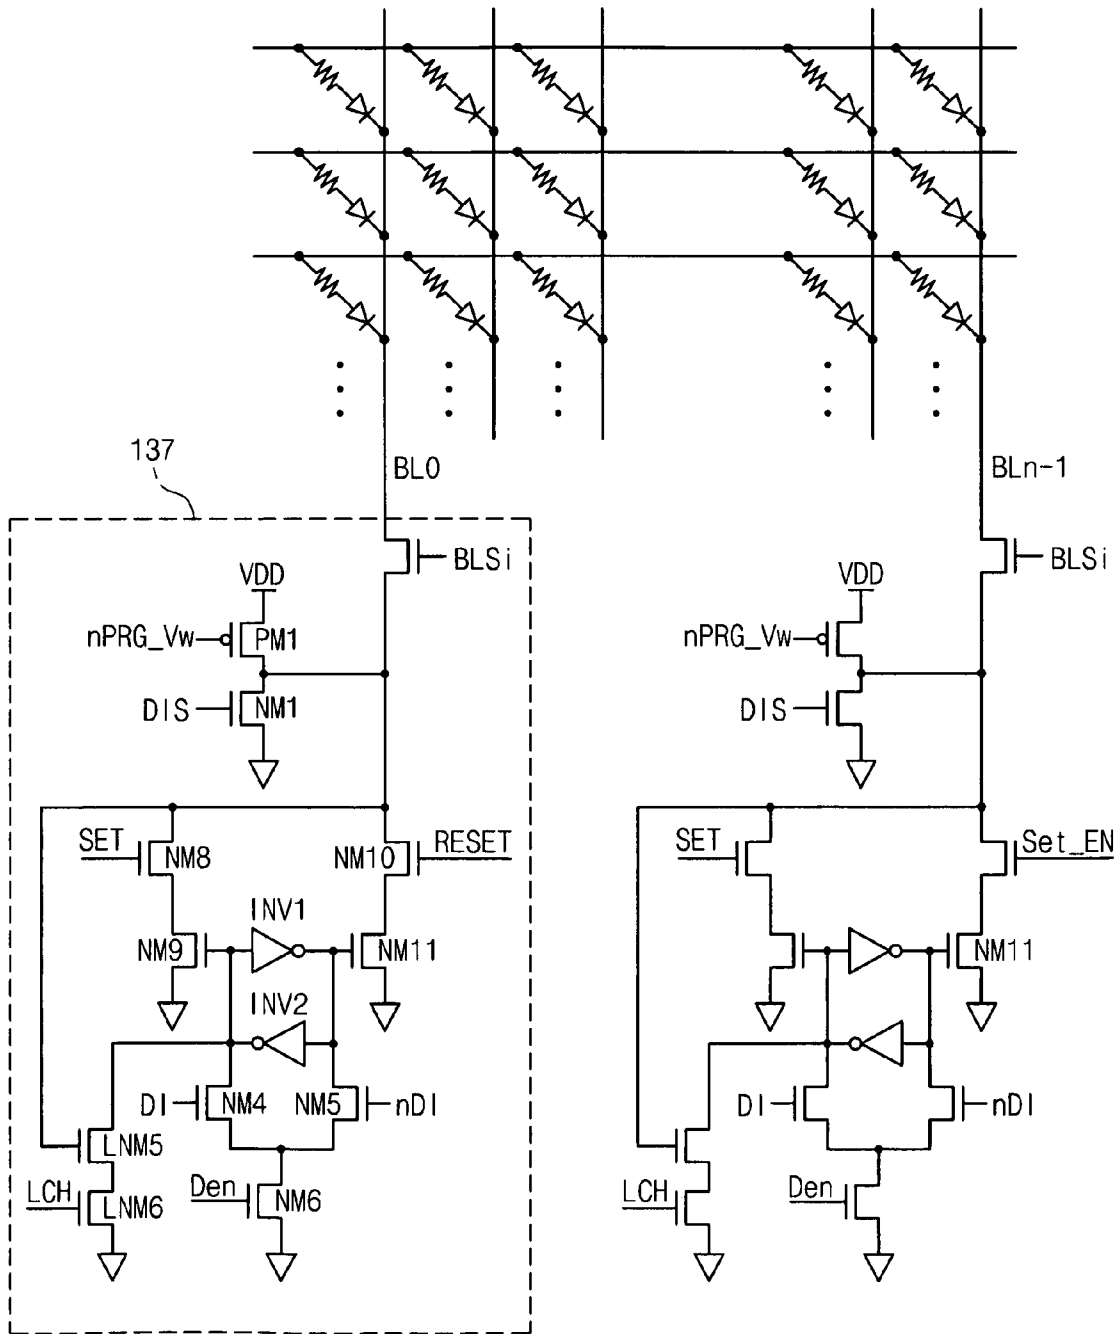 137
BL0
BLn-1
BLSi
BLSi
VDD
VDD
nPRG_Vw
PM1
nPRG_Vw
DIS
NM1
DIS
SET
NM8
NM10
RESET
SET
Set_EN
INV1
NM9
NM11
NM11
INV2
DI
NM4
NM5
nDI
DI
nDI
LNM5
LCH
LNM6
Den
NM6
LCH
Den